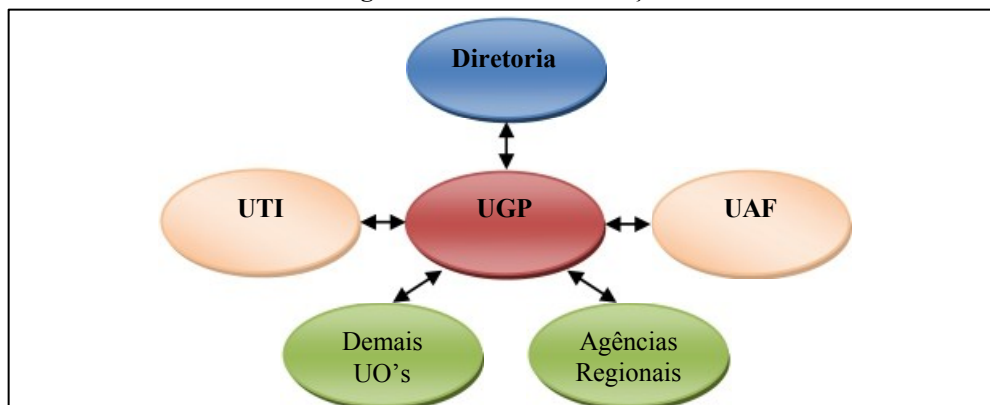 Diretoria
UTI
UGP
UAF
Demais
UO's
Agências
Regionais